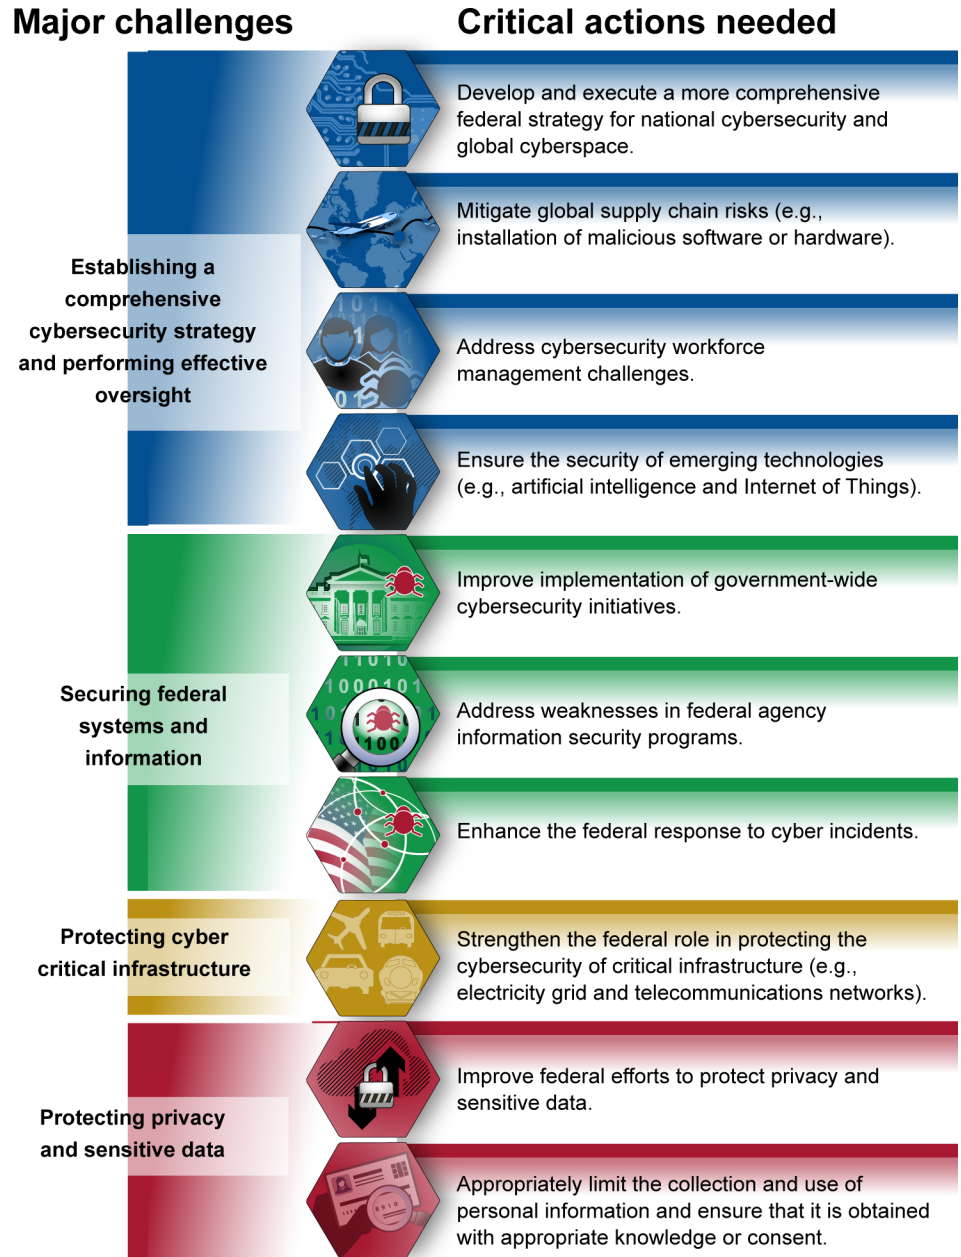 Major challenges
Critical actions needed
Establishing a
comprehensive
cybersecurity strategy
and performing effective
oversight
Develop and execute a more comprehensive
federal strategy for national cybersecurity and
global cyberspace.
Mitigate global supply chain risks (e.g.,
installation of malicious software or hardware).
Address cybersecurity workforce
management challenges.
Ensure the security of emerging technologies
(e.g., artificial intelligence and Internet of Things).
Securing federal
systems and
information
Improve implementation of government-wide
cybersecurity initiatives.
Address weaknesses in federal agency
information security programs.
Enhance the federal response to cyber incidents.
Protecting cyber
critical infrastructure
Strengthen the federal role in protecting the
cybersecurity of critical infrastructure (e.g.,
electricity grid and telecommunications networks).
Protecting privacy
and sensitive data
Improve federal efforts to protect privacy and
sensitive data.
Appropriately limit the collection and use of
personal information and ensure that it is obtained
with appropriate knowledge or consent.